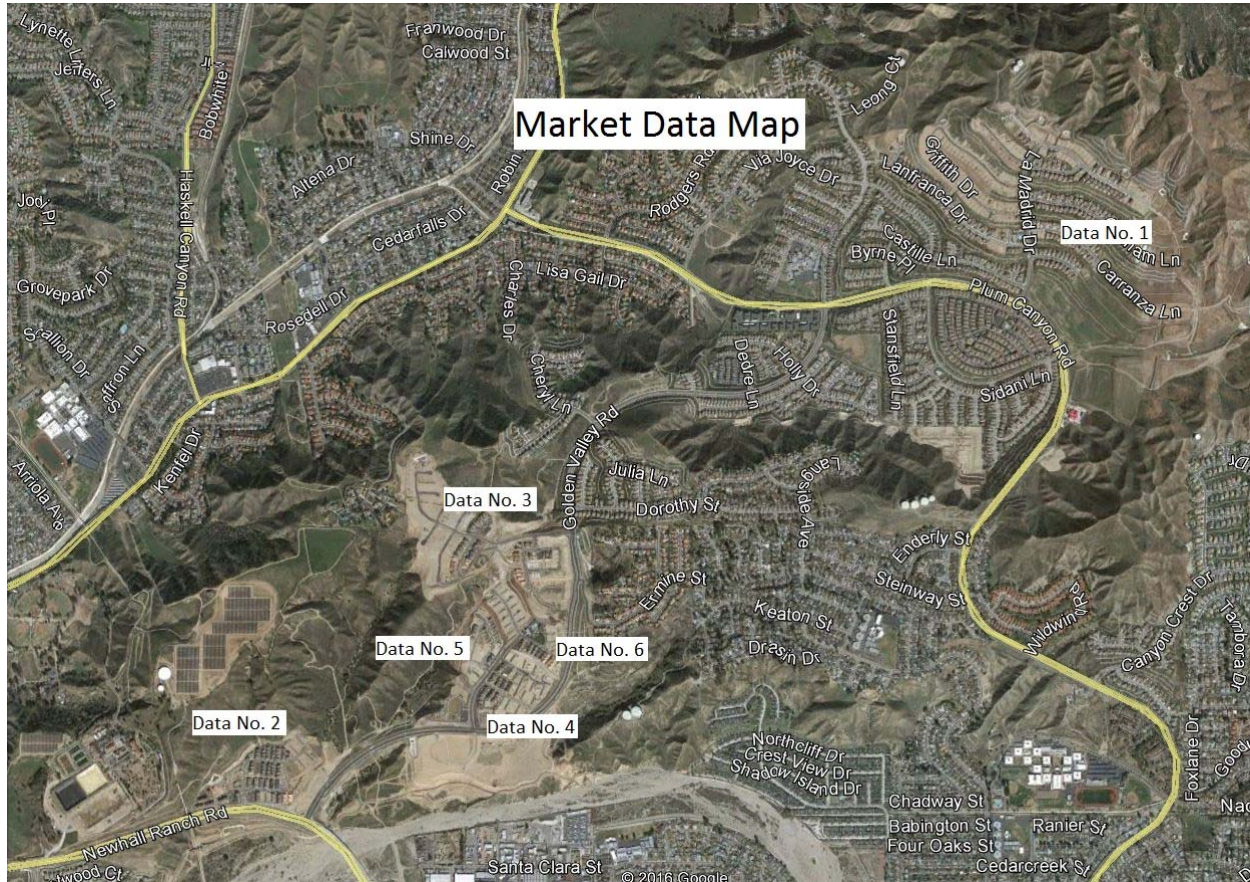 Lynette Ln
Jeffers Ln
Bobwhite
Franwood Dr
Calwood St
Leong Ct
Market Data Map
Shine Dr
Altena Dr
Robin
Via Joyce Dr
Rodgers Rd
Griffith Dr
Lanfranca Dr
La Madrid Dr
Jodi Pl
Haskell Canyon Rd
Cedarfalls Dr
Data No. 1
Castille Ln
Byrne Pl
Carranza Ln
Grovepark Dr
Lisa Gail Dr
Charles Dr
Rosedell Dr
Plum Canyon Rd
Stansfield Ln
Dedre Ln
Holly Dr
Sidani Ln
Cheryl Ln
Golden Valley Rd
Kenfel Dr
Arriola Ave
Julia Ln
Langside Ave
Data No. 3
Dorothy St
Enderly St
Steinway St
Ermine St
Keaton St
Drasin Dr
Wildwind Rd
Canyon Crest Dr
Tambora Dr
Data No. 5
Data No. 6
Data No. 2
Data No. 4
Northcliff Dr
Crest View Dr
Shadow Island Dr
Foxlane Dr
Chadway St
Babington St
Ranier St
Four Oaks St
Newhall Ranch Rd
Cedarcreek St
Santa Clara St
© 2016 Google